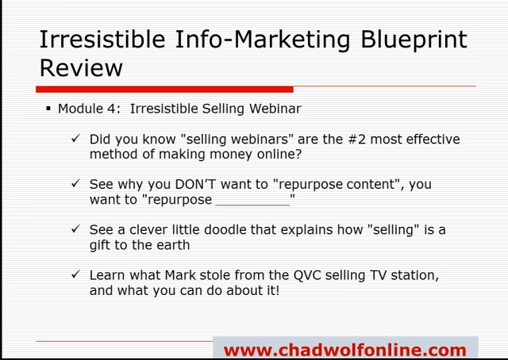 Irresistible Info-Marketing Blueprint
Review
▪ Module 4: Irresistible Selling Webinar
✓ Did you know "selling webinars" are the #2 most effective
method of making money online?
✓ See why you DON'T want to "repurpose content", you
want to "repurpose __________"
✓ See a clever little doodle that explains how "selling" is a
gift to the earth
✓ Learn what Mark stole from the QVC selling TV station,
and what you can do about it!
www.chadwolfonline.com